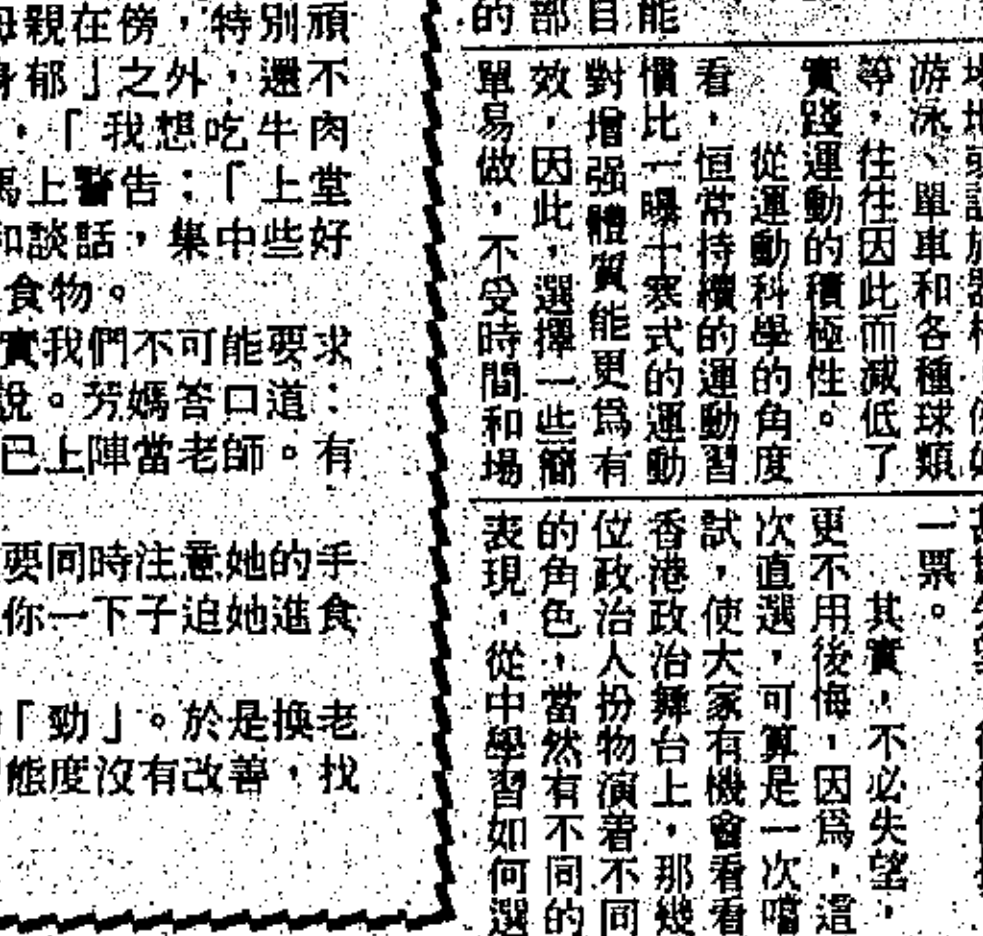 的部目能
場地或設施器材，例如
游泳、單車和各種球類
等，往往因此而減低了
實踐運動的積極性。
從運動科學的角度
看，恒常持續的運動習
慣比一曝十寒式的運動
對增强體質能更爲有
效，因此，選擇一些簡
單易做，不受時間和場
一票。
其實，不必失望，
更不用後悔，因爲，這
次直選，可算是一次嚐
試，使大家有機會看看
香港政治舞台上，那幾
位政治人扮物演着不同
的角色，當然有不同的
表現，從中學習如何選
母親在傍，特別頑
身郁」之外，還不
，「我想吃牛肉
馬上警告：「上堂
和談話，集中些好
食物。
實我們不可能要求
說。芳媽答口道：
已上陣當老師。有
要同時注意她的手
你一下子迫她進食
「勁」。於是換老
態度沒有改善，找